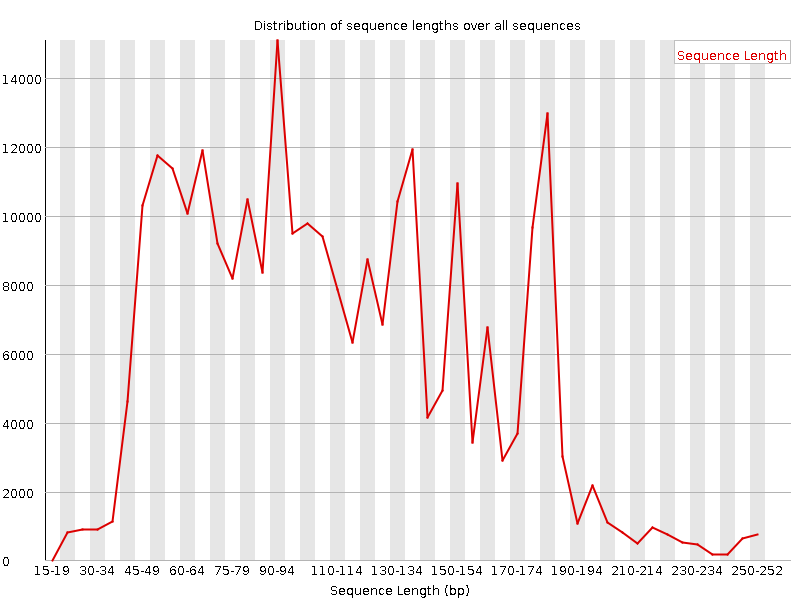 Distribution of sequence lengths over all sequences
Sequence Length
14000
12000
10000
8000
6000
4000
2000
0
15-19 30-34 45-49 60-64 75-79 90-94 110-114 130-134 150-154 170-174 190-194 210-214 230-234 250-252
Sequence Length (bp)